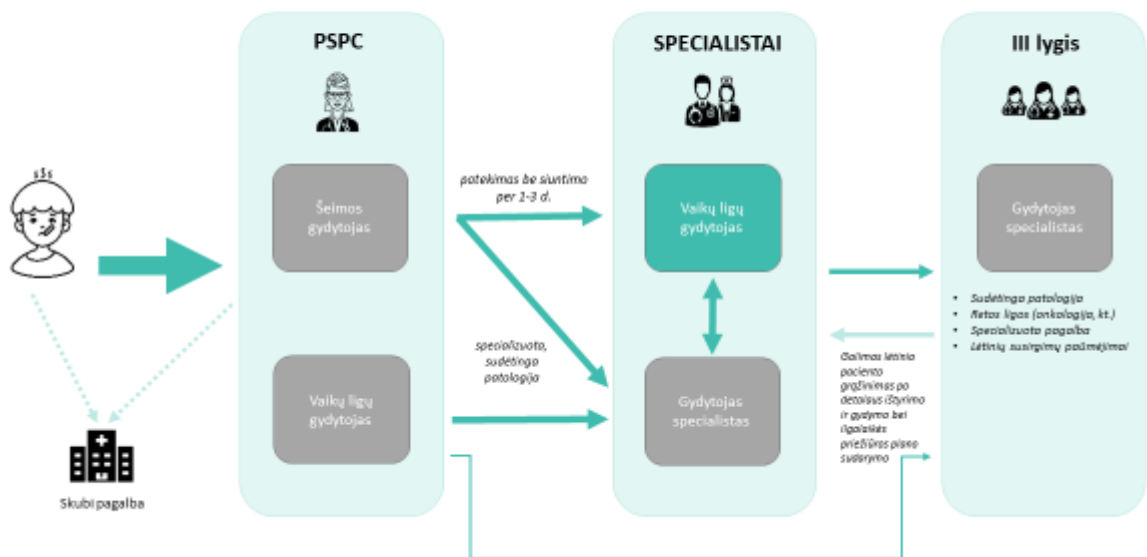 PSPC
SPECIALISTAI
III lygis
Šeimos
gydytojas
patekimas be siuntimo
per 1-3 d.
Vaikų ligų
gydytojas
Gydytojas
specialistas
• Sudėtinga patologija
• Retos ligos (onkologija, kt.)
• Specializuota pagalba
• Lėtinių susirgimų paūmėjimai
specializuota,
sudėtinga
patologija
Vaikų ligų
gydytojas
Gydytojas
specialistas
Galimas lėtinio
paciento
grąžinimas po
detalaus ištyrimo
ir gydymo bei
ilgalaikės
priežiūros plano
sudarymo
Skubi pagalba